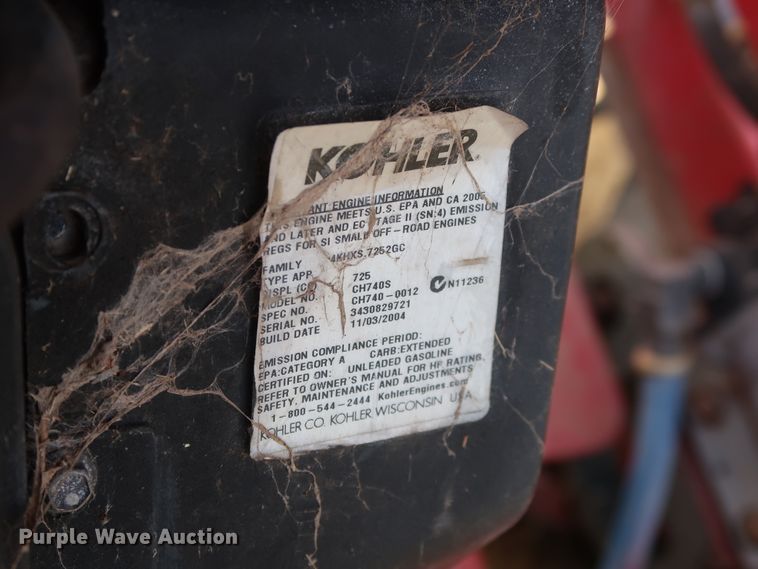 KOHLER
ANT ENGINE INFORMATION
THIS ENGINE MEETS U.S. EPA AND CA 2005
AND LATER AND EC STAGE II (SN:4) EMISSION
REGS FOR SI SMALL OFF-ROAD ENGINES
FAMILY 4KHXS.7252GC
TYPE APP
DISPL (CC) 725
MODEL NO. CH740S
SPEC NO. CH740-0012 N11236
SERIAL NO. 3430829721
BUILD DATE 11/03/2004
EMISSION COMPLIANCE PERIOD:
EPA:CATEGORY A CARB:EXTENDED
CERTIFIED ON: UNLEADED GASOLINE
REFER TO OWNER'S MANUAL FOR HP RATING,
SAFETY, MAINTENANCE AND ADJUSTMENTS
1-800-544-2444 KohlerEngines.com
KOHLER CO. KOHLER, WISCONSIN USA
Purple Wave Auction